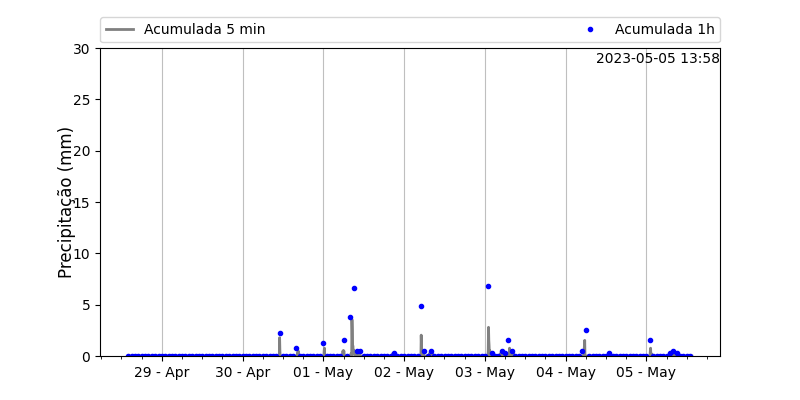 Acumulada 5 min Acumulada 1h
2023-05-05 13:58
Precipitação (mm)
30
25
20
15
10
5
0
29 - Apr 30 - Apr 01 - May 02 - May 03 - May 04 - May 05 - May